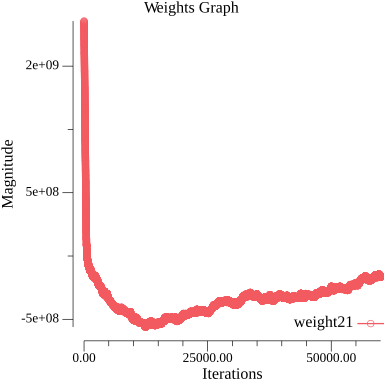 Weights Graph
2e+09
5e+08
-5e+08
Magnitude
weight21
0.00 25000.00 50000.00
Iterations